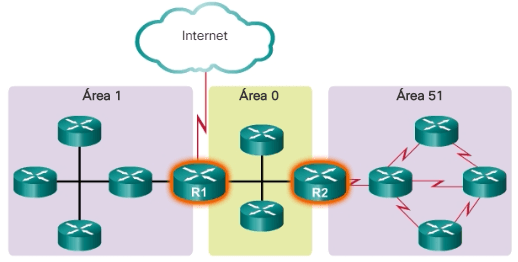 Internet
Área 1
Área 0
Área 51
R1
R2